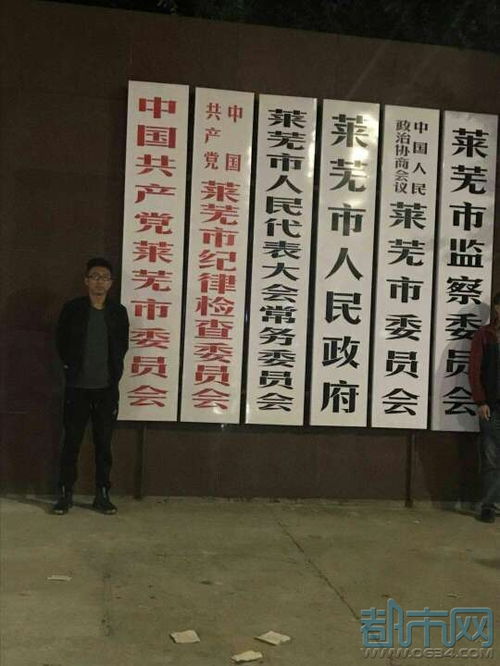 中国共产党莱芜市委员会
中国
共产党
莱芜市纪律检查委员会
莱芜市人民代表大会常务委员会
莱芜市人民政府
中国人民
政治协商会议
莱芜市委员会
莱芜市监察委员会
都市网
www.0634.com